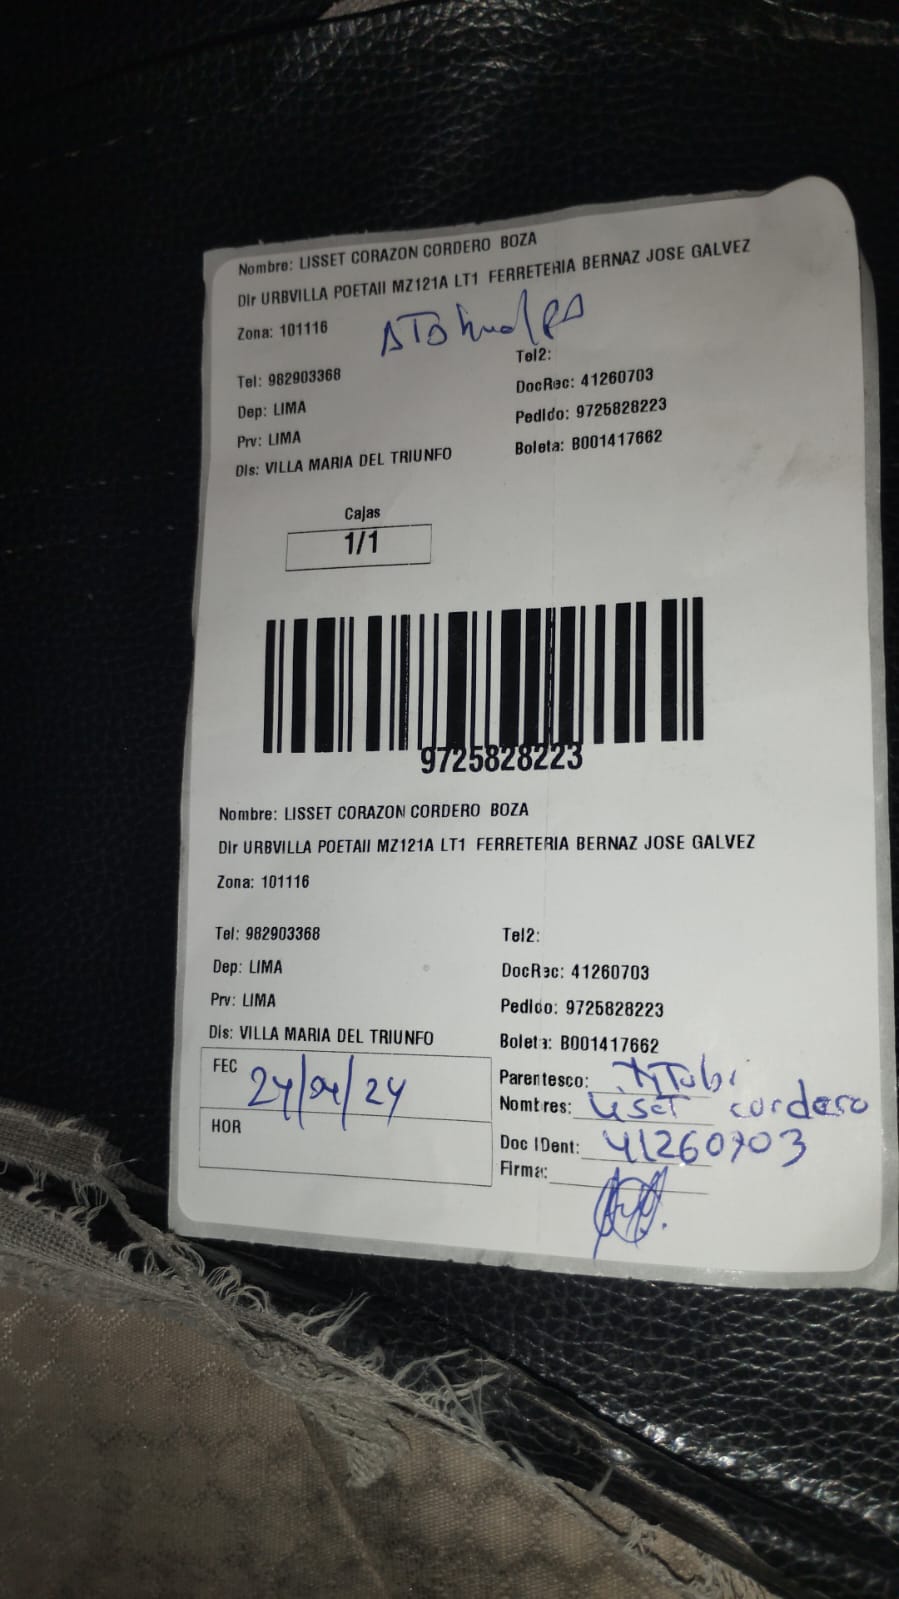 Nombre: LISSET CORAZON CORDERO BOZA
Dir URBVILLA POETAII MZ121A LT1 FERRETERIA BERNAZ JOSE GALVEZ
Zona: 101116
Tel2:
Tel: 982903368
DocRec: 41260703
Dep: LIMA
Pedido: 9725828223
Prv: LIMA
Boleta: B001417662
Dis: VILLA MARIA DEL TRIUNFO
Cajas
1/1
9725828223
Nombre: LISSET CORAZON CORDERO BOZA
Dir URBVILLA POETAII MZ121A LT1 FERRETERIA BERNAZ JOSE GALVEZ
Zona: 101116
Tel: 982903368 Tel2:
Dep: LIMA DocRec: 41260703
Prv: LIMA Pedido: 9725828223
Dis: VILLA MARIA DEL TRIUNFO Boleta: B001417662
FEC
Parentesco:
Nombres: Liset cordero
HOR
Doc IDent: 41260703
Firma: